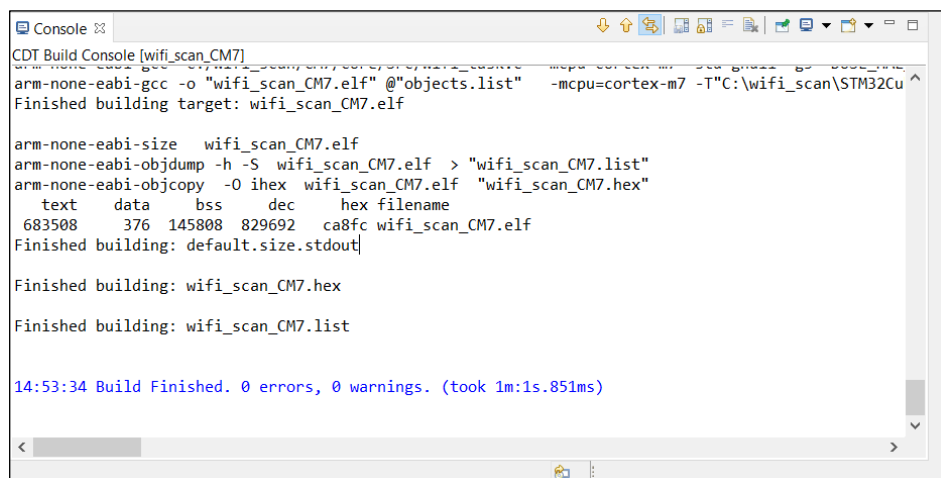 Console
CDT Build Console [wifi_scan_CM7]
arm-none-eabi-gcc -o "wifi_scan_CM7.elf" @"objects.list"   -mcpu=cortex-m7 -T"C:\wifi_scan\STM32Cu
Finished building target: wifi_scan_CM7.elf
arm-none-eabi-size   wifi_scan_CM7.elf
arm-none-eabi-objdump -h -S  wifi_scan_CM7.elf  > "wifi_scan_CM7.list"
arm-none-eabi-objcopy  -O ihex  wifi_scan_CM7.elf  "wifi_scan_CM7.hex"
   text    data     bss     dec     hex filename
 683508     376  145808  829692   ca8fc wifi_scan_CM7.elf
Finished building: default.size.stdout
Finished building: wifi_scan_CM7.hex
Finished building: wifi_scan_CM7.list
14:53:34 Build Finished. 0 errors, 0 warnings. (took 1m:1s.851ms)